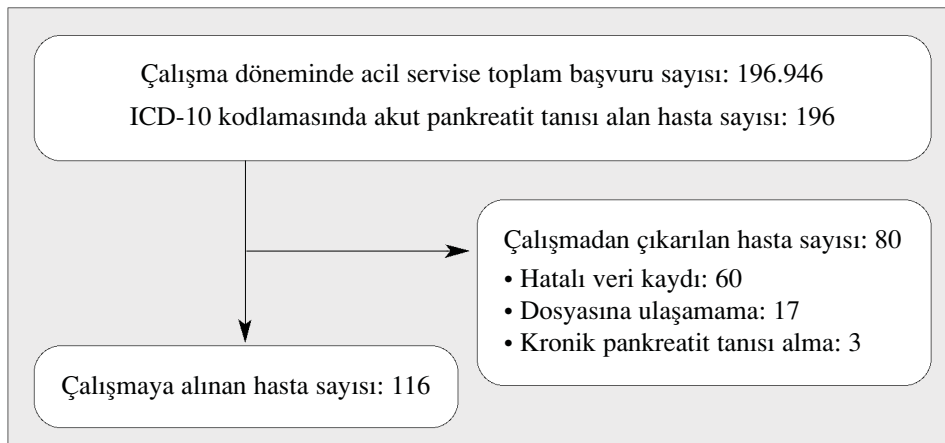 Çalışma döneminde acil servise toplam başvuru sayısı: 196.946
ICD-10 kodlamasında akut pankreatit tanısı alan hasta sayısı: 196
Çalışmadan çıkarılan hasta sayısı: 80
• Hatalı veri kaydı: 60
• Dosyasına ulaşamama: 17
• Kronik pankreatit tanısı alma: 3
Çalışmaya alınan hasta sayısı: 116